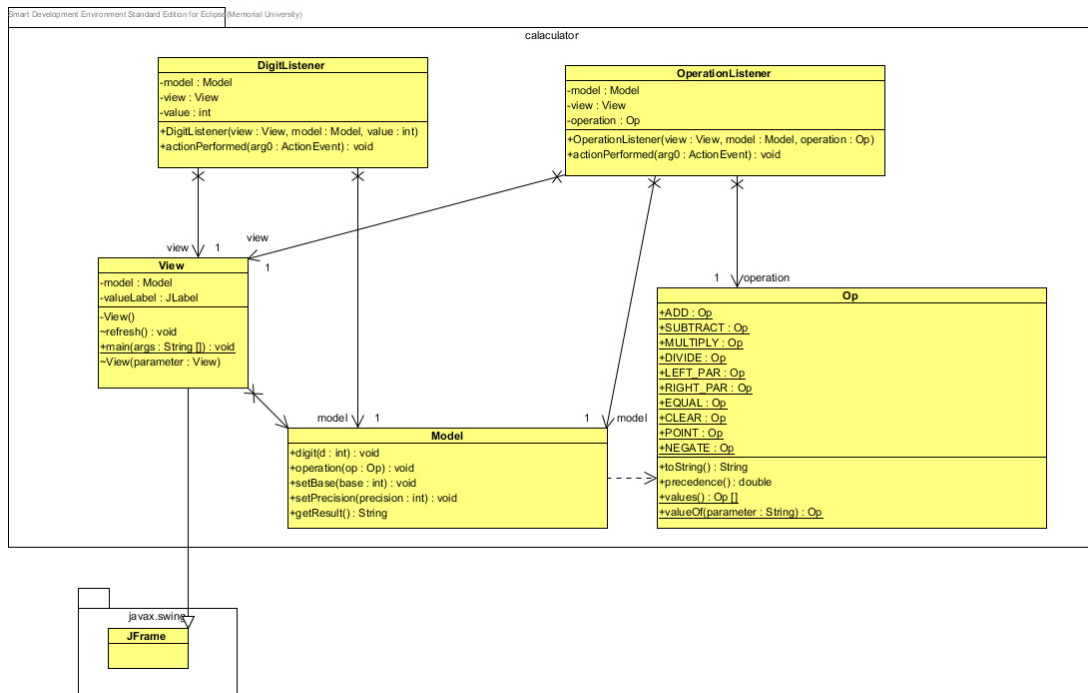 Smart Development Environment Standard Edition for Eclipse(Memorial University)
calaculator
DigitListener
-model : Model
-view : View
-value : int
+DigitListener(view : View, model : Model, value : int)
+actionPerformed(arg0 : ActionEvent) : void
OperationListener
-model : Model
-view : View
-operation : Op
+OperationListener(view : View, model : Model, operation : Op)
+actionPerformed(arg0 : ActionEvent) : void
view 1
view
1
1 operation
View
-model : Model
-valueLabel : JLabel
-View()
~refresh() : void
+main(args : String []) : void
~View(parameter : View)
Op
+ADD : Op
+SUBTRACT : Op
+MULTIPLY : Op
+DIVIDE : Op
+LEFT_PAR : Op
+RIGHT_PAR : Op
+EQUAL : Op
+CLEAR : Op
+POINT : Op
+NEGATE : Op
+toString() : String
+precedence() : double
+values() : Op []
+valueOf(parameter : String) : Op
model 1
1 model
Model
+digit(d : int) : void
+operation(op : Op) : void
+setBase(base : int) : void
+setPrecision(precision : int) : void
+getResult() : String
javax.swing
JFrame